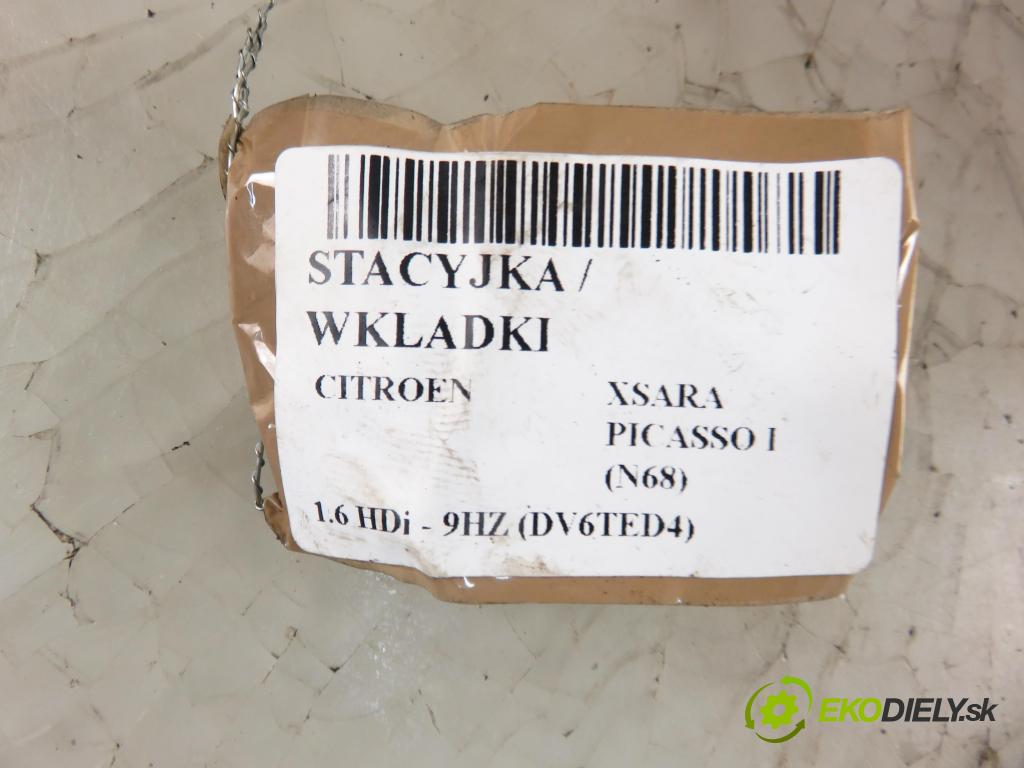 STACYJKA /
WKLADKI
CITROEN
XSARA
PICASSO I
(N68)
1.6 HDi - 9HZ (DV6TED4)
EKODIELY.sk